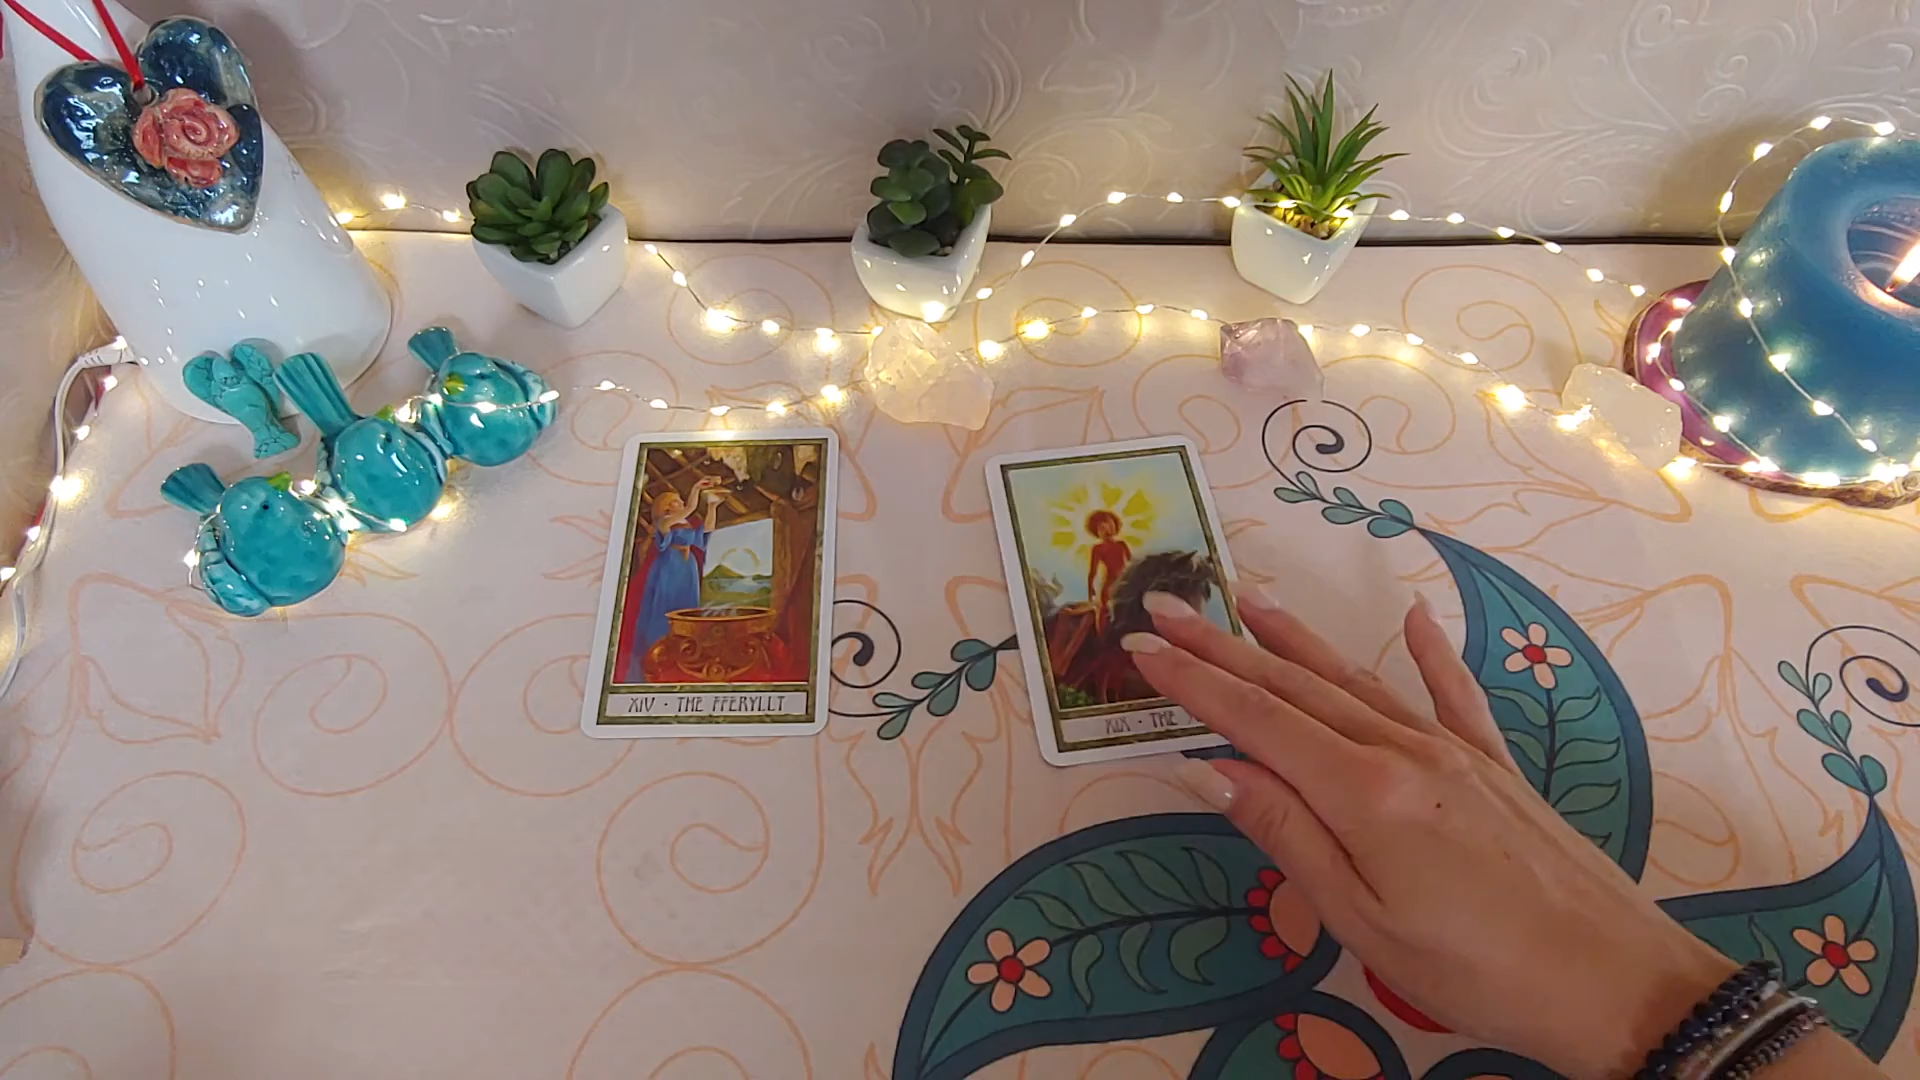 XIV · THE FFERYLLT
XIX · THE